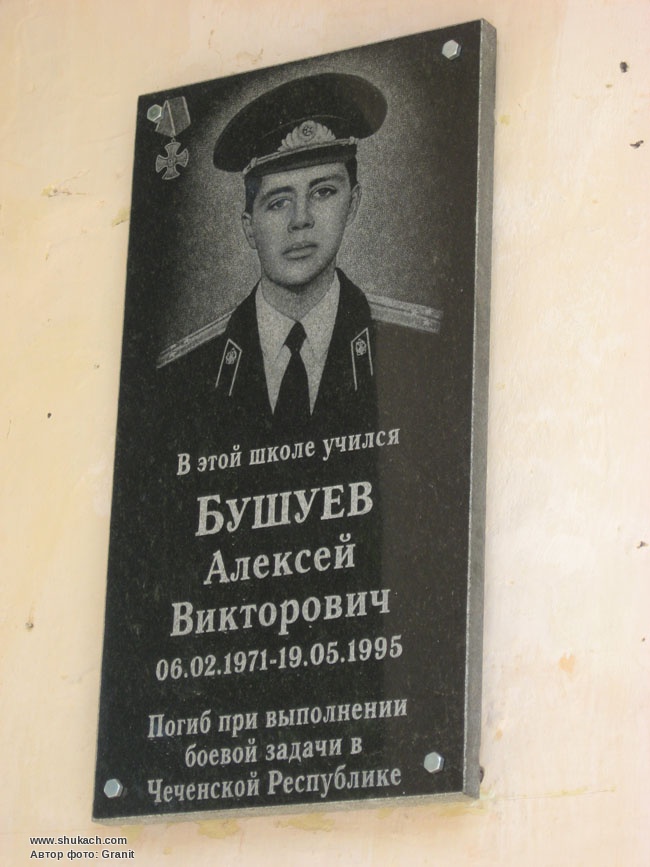 В этой школе учился
БУШУЕВ
Алексей
Викторович
06.02.1971-19.05.1995
Погиб при выполнении
боевой задачи в
Чеченской Республике
www.shukach.com
Автор фото: Granit